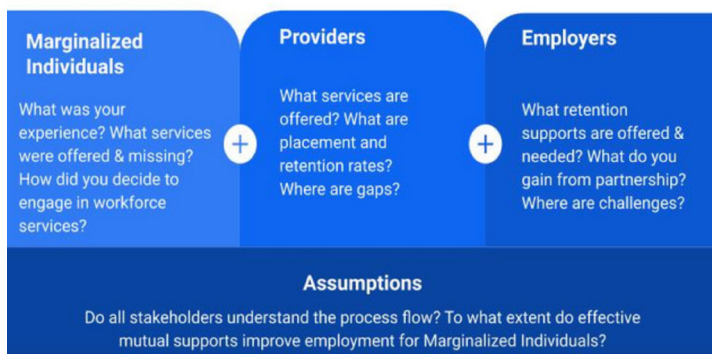 Marginalized
Individuals
What was your
experience? What services
were offered & missing?
How did you decide to
engage in workforce
services?
+
Providers
What services are
offered? What are
placement and
retention rates?
Where are gaps?
+
Employers
What retention
supports are offered &
needed? What do you
gain from partnership?
Where are challenges?
Assumptions
Do all stakeholders understand the process flow? To what extent do effective
mutual supports improve employment for Marginalized Individuals?